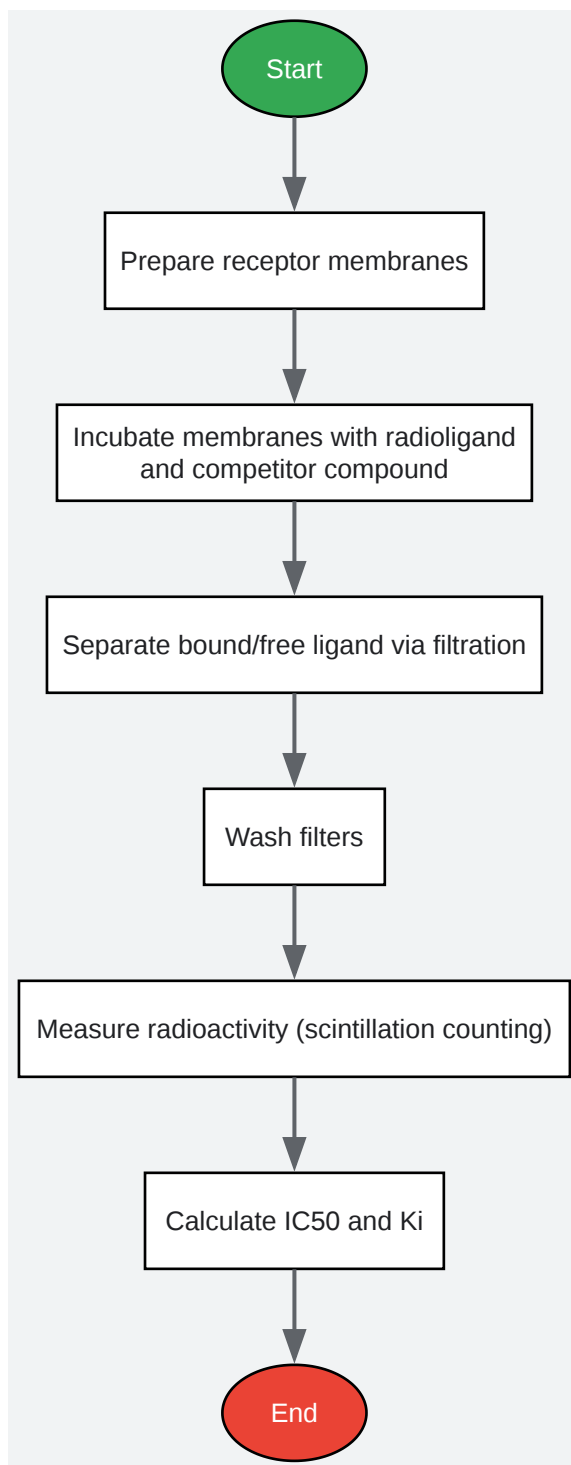 Start
Prepare receptor membranes
Incubate membranes with radioligand
and competitor compound
Separate bound/free ligand via filtration
Wash filters
Measure radioactivity (scintillation counting)
Calculate IC50 and Ki
End